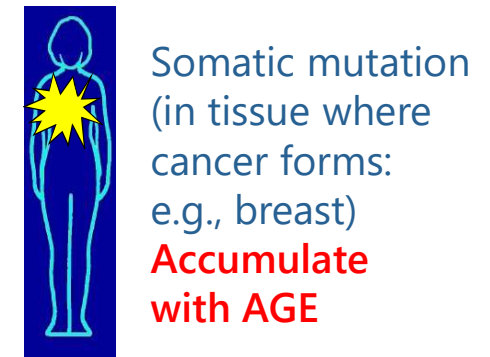 Somatic mutation
(in tissue where
cancer forms:
e.g., breast)
Accumulate
with AGE